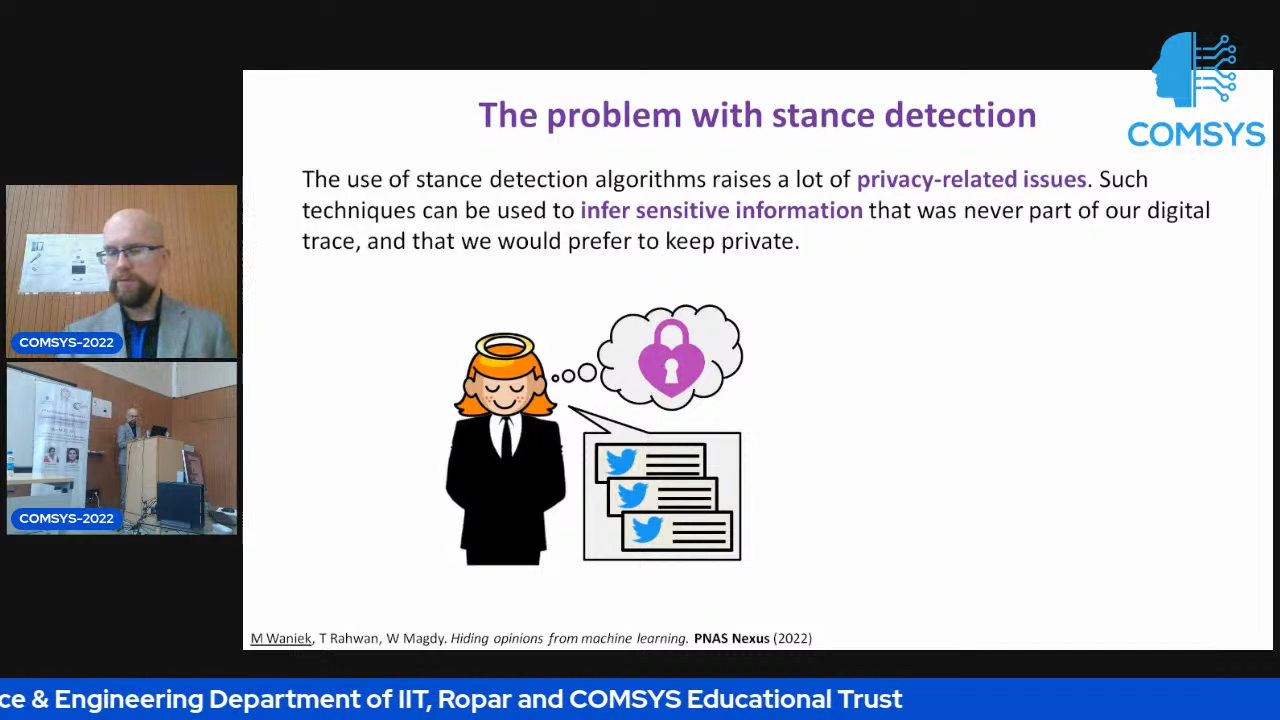 COMSYS
The problem with stance detection
The use of stance detection algorithms raises a lot of privacy-related issues. Such
techniques can be used to infer sensitive information that was never part of our digital
trace, and that we would prefer to keep private.
COMSYS-2022
COMSYS-2022
M Waniek, T Rahwan, W Magdy. Hiding opinions from machine learning. PNAS Nexus (2022)
ce & Engineering Department of IIT, Ropar and COMSYS Educational Trust